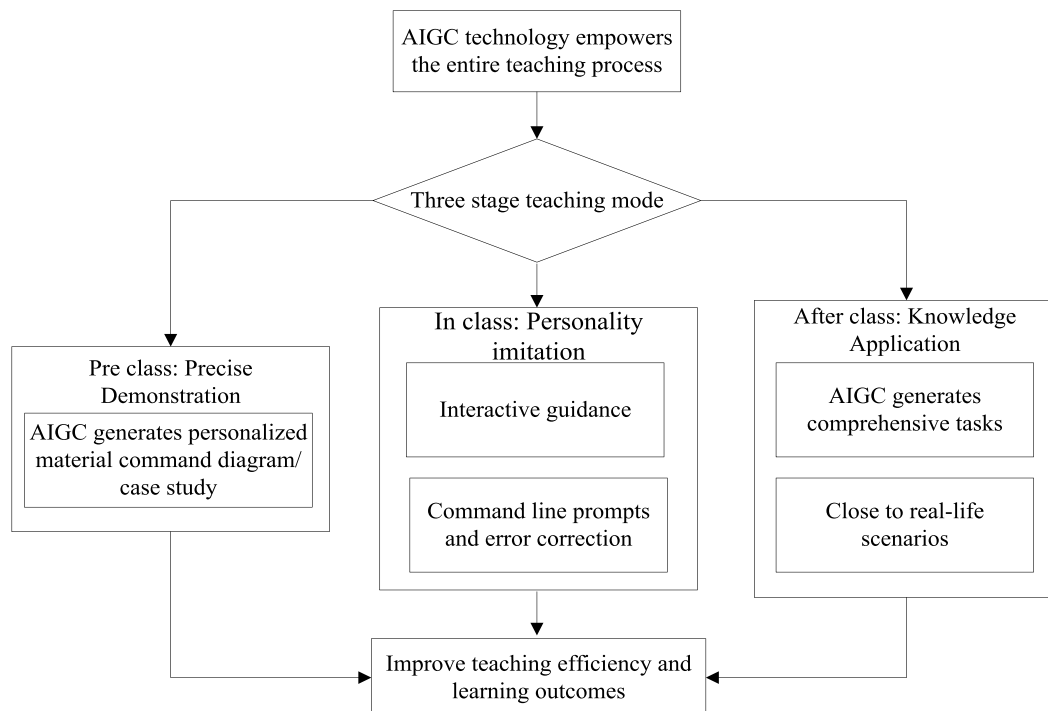 AIGC technology empowers
the entire teaching process
Three stage teaching mode
Pre class: Precise
Demonstration
AIGC generates personalized
material command diagram/
case study
In class: Personality
imitation
Interactive guidance
Command line prompts
and error correction
After class: Knowledge
Application
AIGC generates
comprehensive tasks
Close to real-life
scenarios
Improve teaching efficiency and
learning outcomes